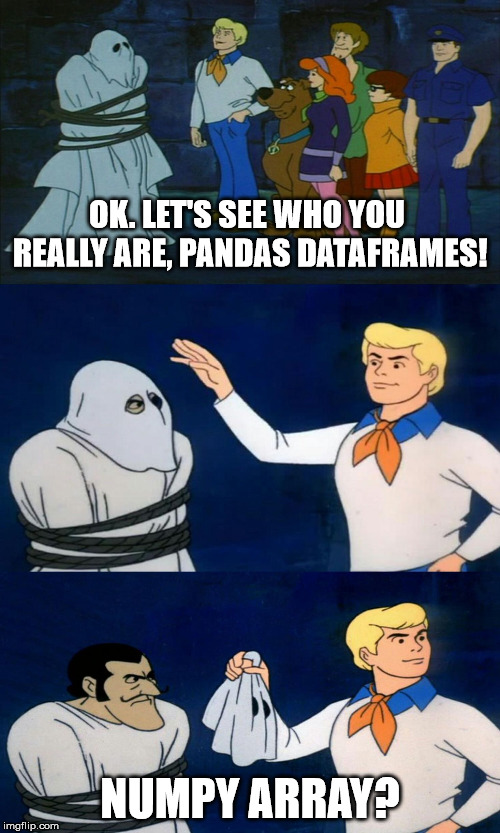 OK. LET'S SEE WHO YOU
REALLY ARE, PANDAS DATAFRAMES!
NUMPY ARRAY?
imgflip.com